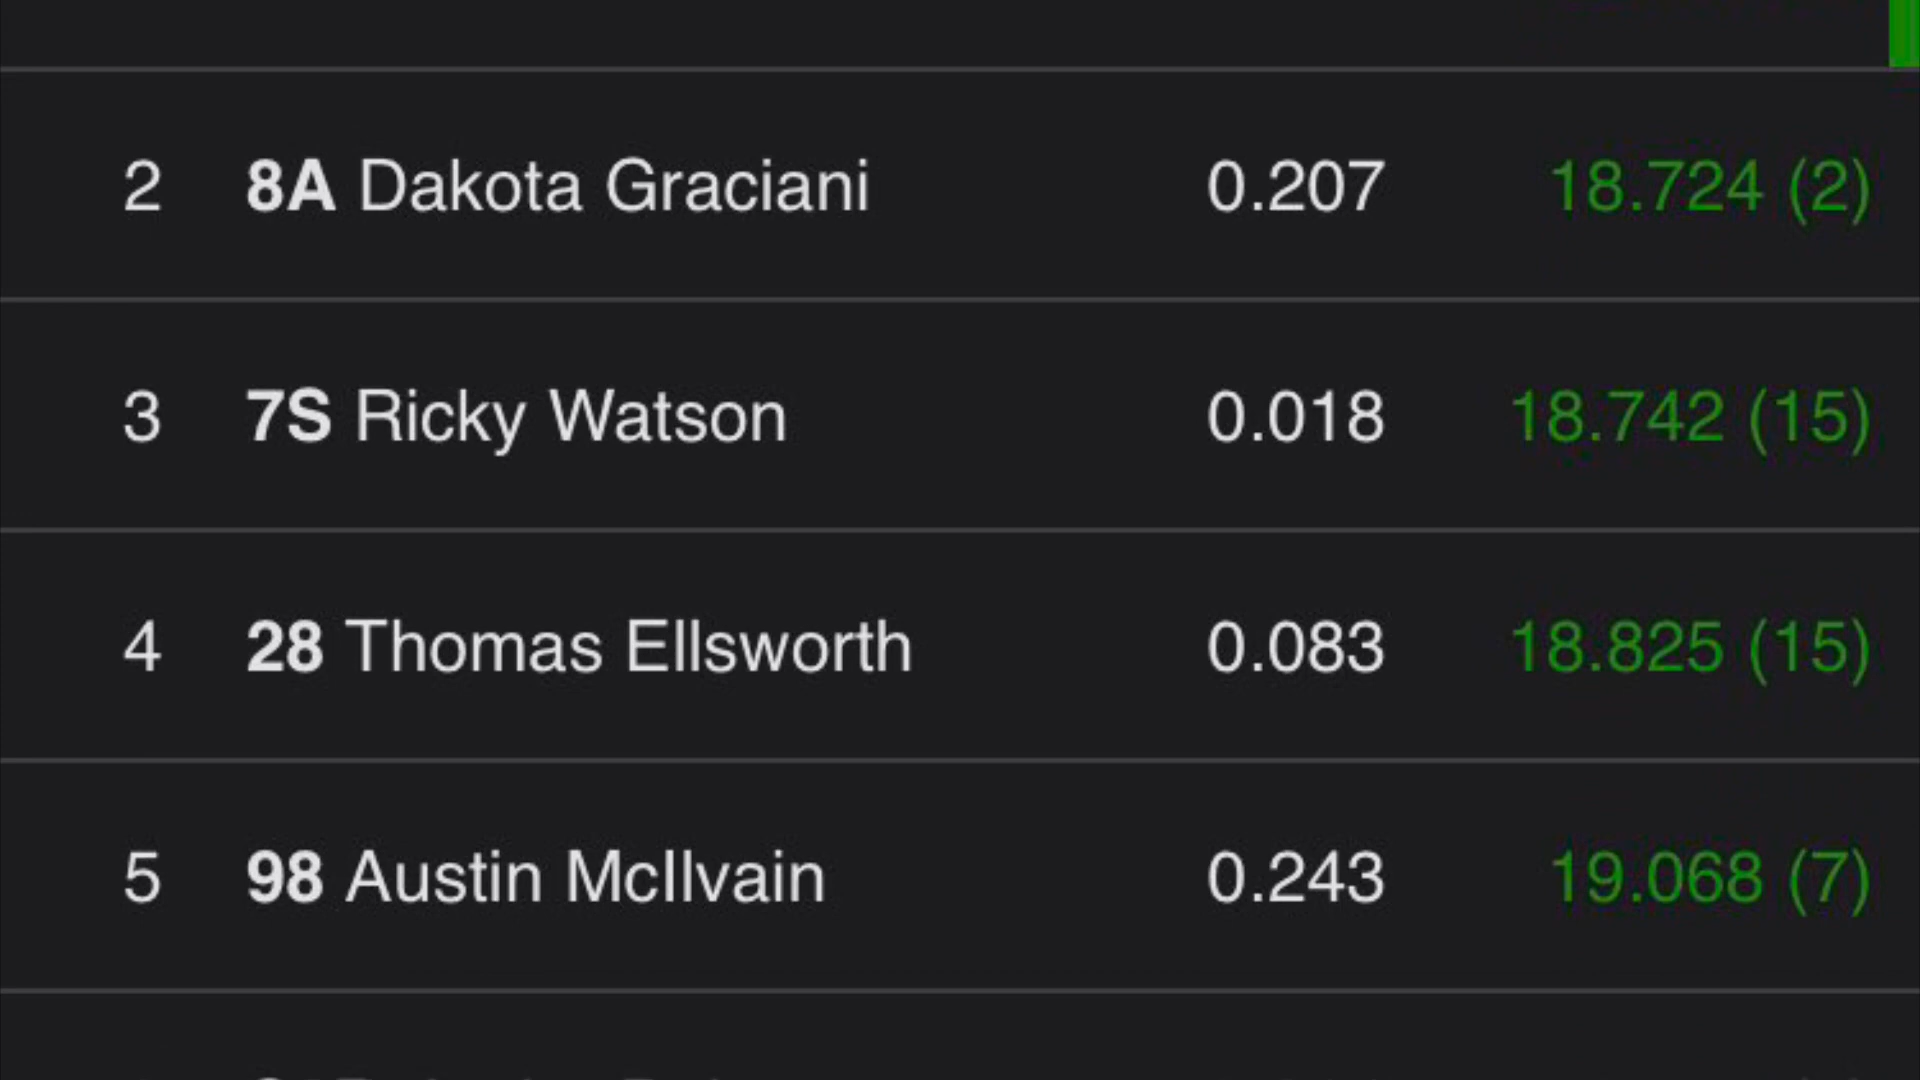 2 8A Dakota Graciani 0.207 18.724 (2)
3 7S Ricky Watson 0.018 18.742 (15)
4 28 Thomas Ellsworth 0.083 18.825 (15)
5 98 Austin McIlvain 0.243 19.068 (7)